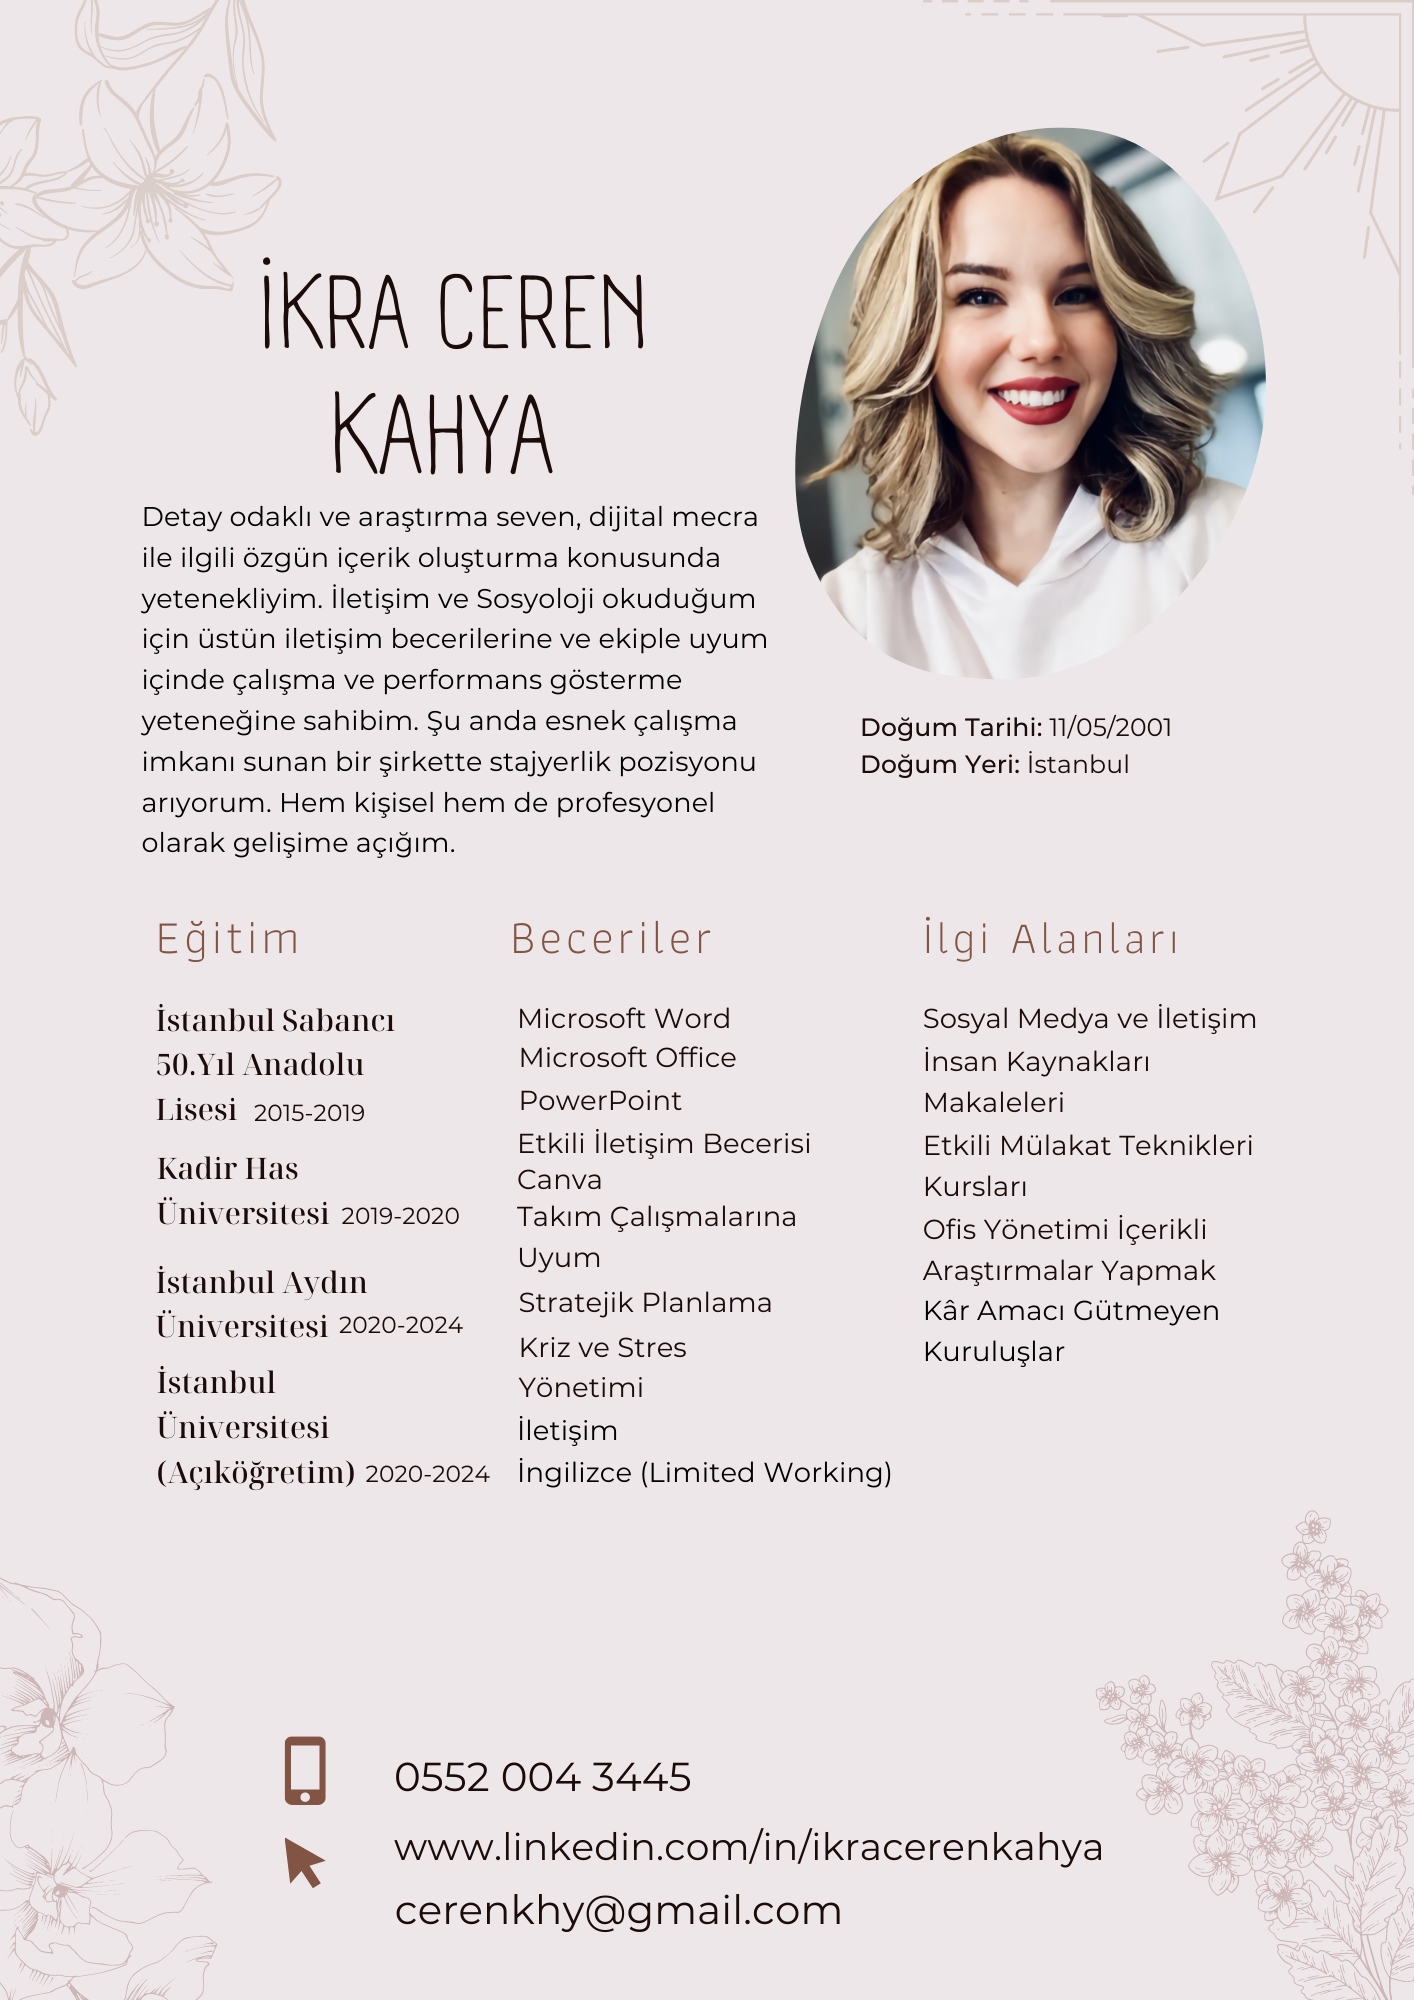 İKRA CEREN
KAHYA
Detay odaklı ve araştırma seven, dijital mecra
ile ilgili özgün içerik oluşturma konusunda
yetenekliyim. İletişim ve Sosyoloji okuduğum
için üstün iletişim becerilerine ve ekiple uyum
içinde çalışma ve performans gösterme
yeteneğine sahibim. Şu anda esnek çalışma
imkanı sunan bir şirkette stajyerlik pozisyonu
arıyorum. Hem kişisel hem de profesyonel
olarak gelişime açığım.
Doğum Tarihi: 11/05/2001
Doğum Yeri: İstanbul
Eğitim
İstanbul Sabancı
50.Yıl Anadolu
Lisesi 2015-2019
Kadir Has
Üniversitesi 2019-2020
İstanbul Aydın
Üniversitesi 2020-2024
İstanbul
Üniversitesi
(Açıköğretim) 2020-2024
Beceriler
Microsoft Word
Microsoft Office
PowerPoint
Etkili İletişim Becerisi
Canva
Takım Çalışmalarına
Uyum
Stratejik Planlama
Kriz ve Stres
Yönetimi
İletişim
İngilizce (Limited Working)
İlgi Alanları
Sosyal Medya ve İletişim
İnsan Kaynakları
Makaleleri
Etkili Mülakat Teknikleri
Kursları
Ofis Yönetimi İçerikli
Araştırmalar Yapmak
Kâr Amacı Gütmeyen
Kuruluşlar
0552 004 3445
www.linkedin.com/in/ikracerenkahya
cerenkhy@gmail.com